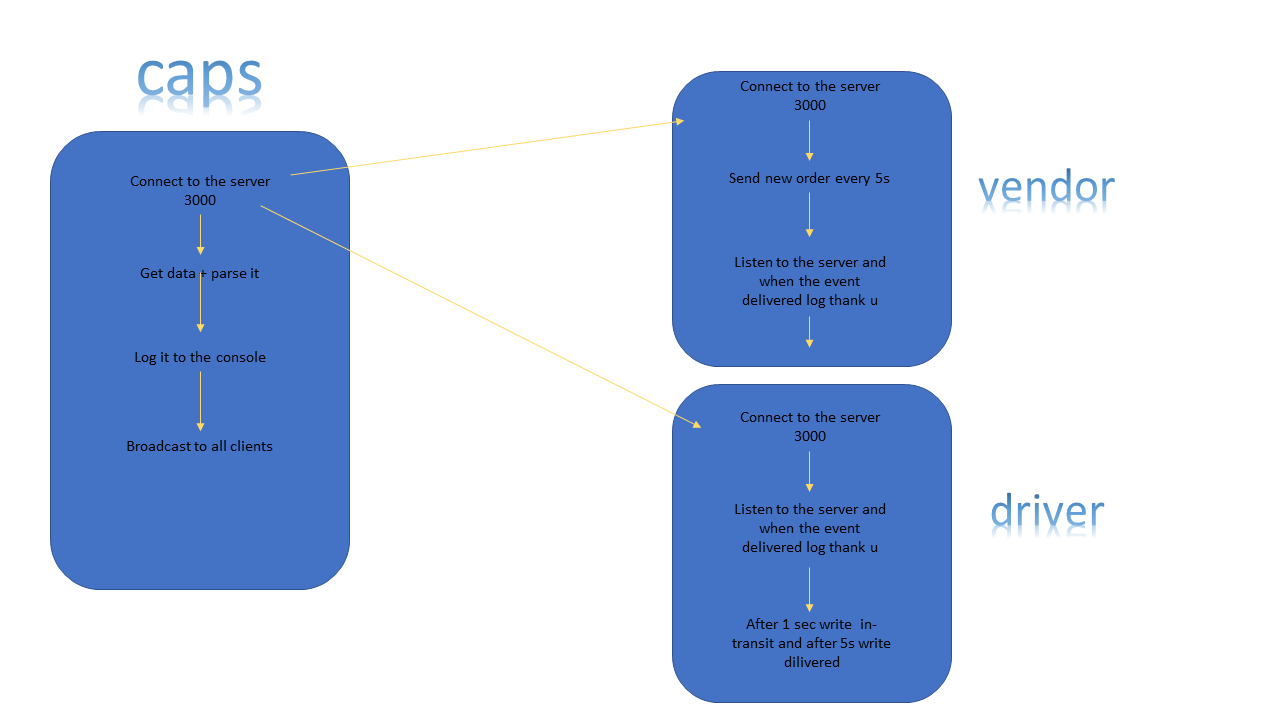 caps
Connect to the server
3000
Get data + parse it
Log it to the console
Broadcast to all clients
Connect to the server
3000
Send new order every 5s
Listen to the server and
when the event
delivered log thank u
vendor
Connect to the server
3000
Listen to the server and
when the event
delivered log thank u
After 1 sec write  in-
transit and after 5s write
dilivered
driver